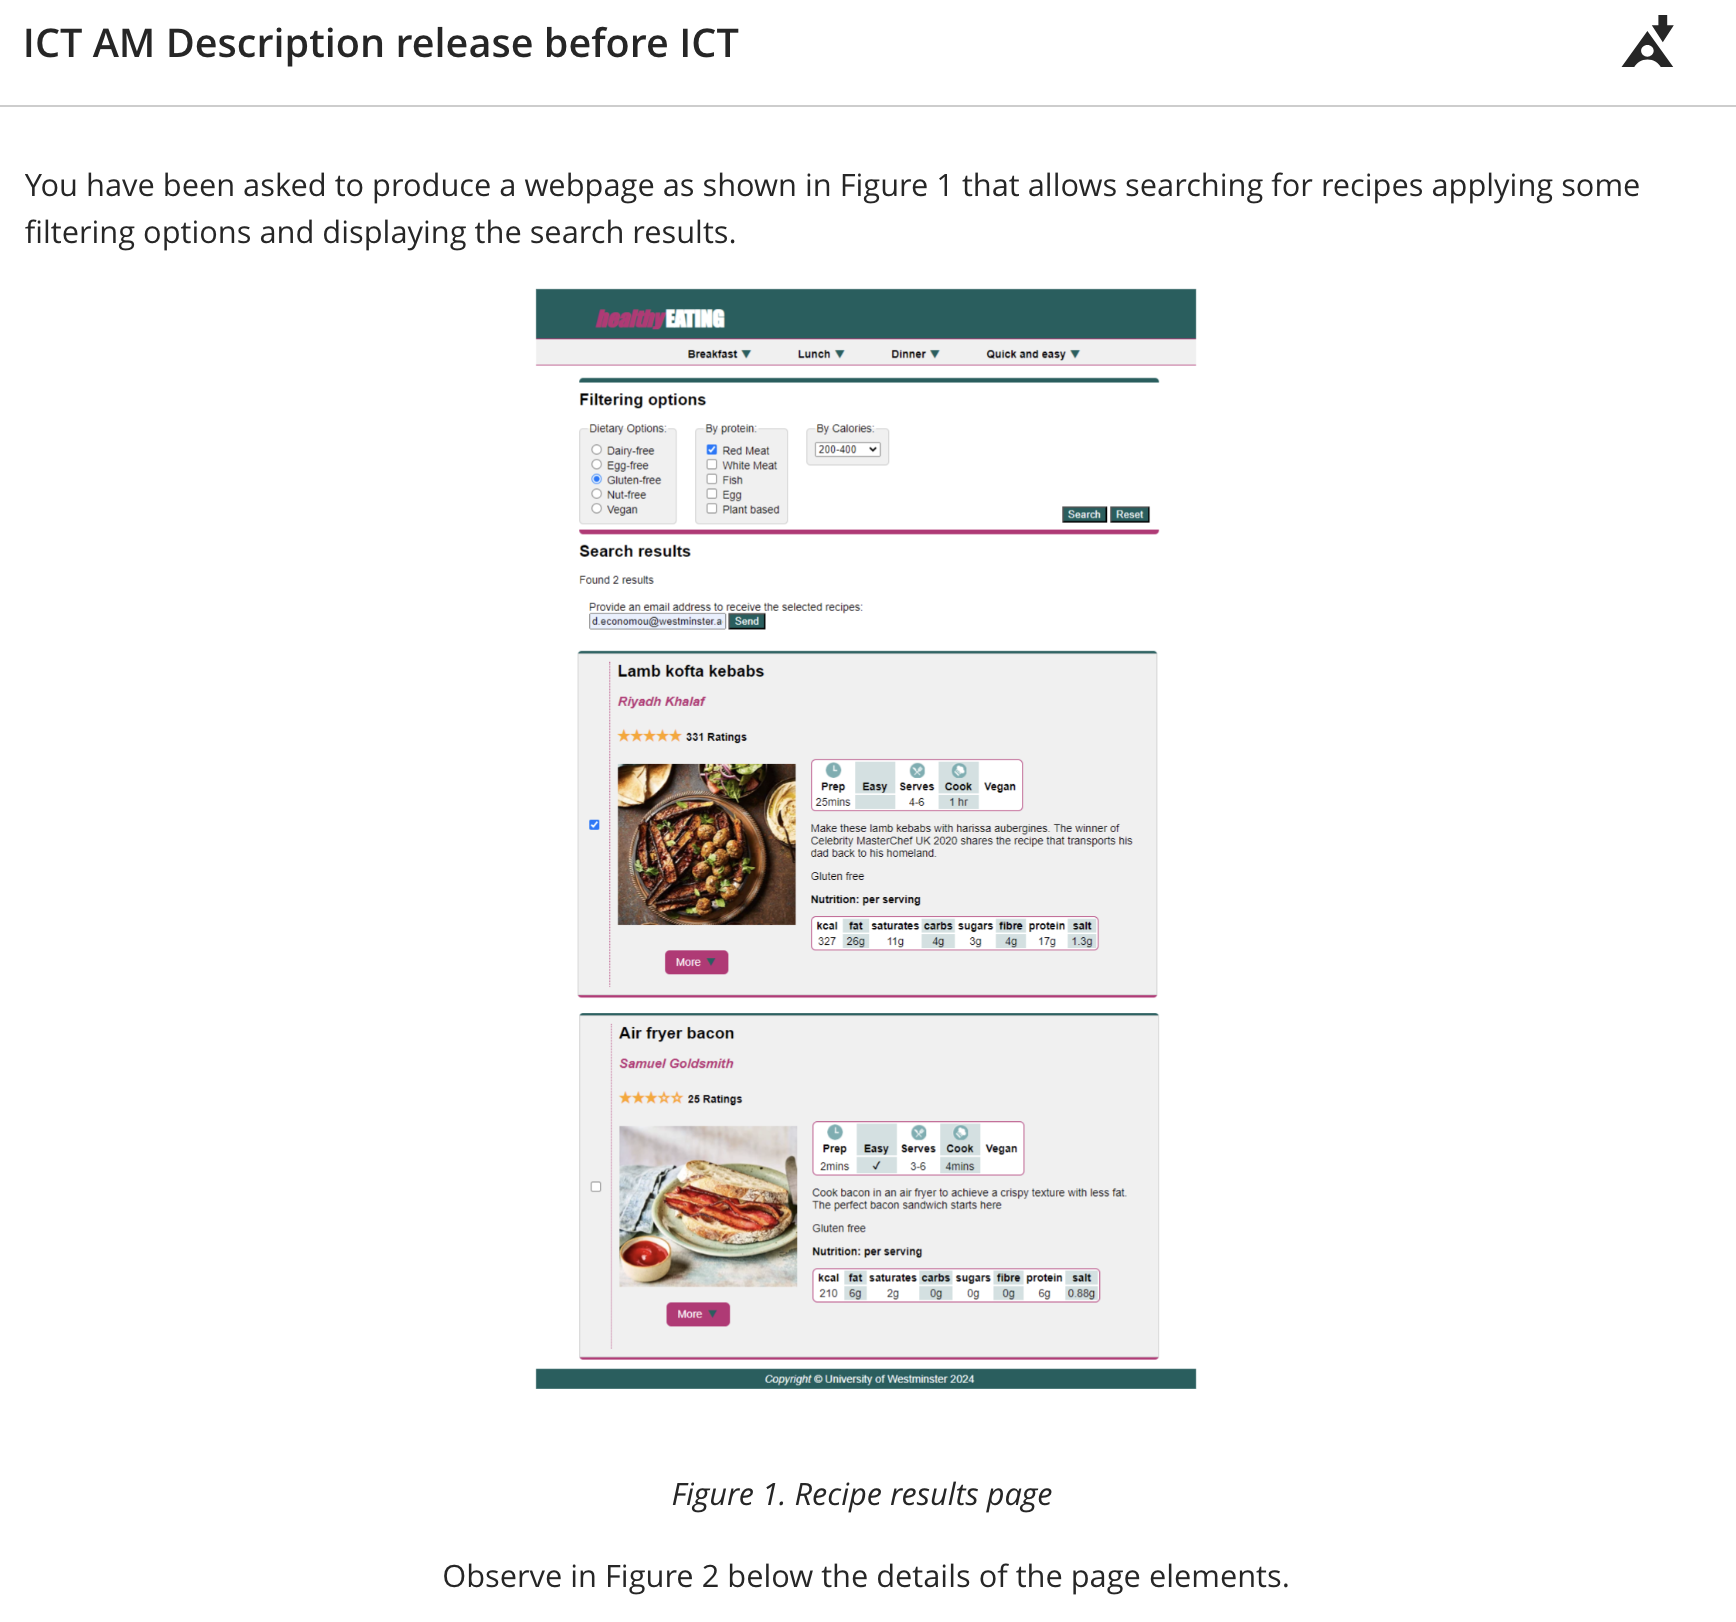 ICT AM Description release before ICT
You have been asked to produce a webpage as shown in Figure 1 that allows searching for recipes applying some
filtering options and displaying the search results.
healthyEATING
Breakfast ▼ Lunch ▼ Dinner ▼ Quick and easy ▼
Filtering options
Dietary Options: By protein: By Calories:
Dairy-free Red Meat 200-400
Egg-free White Meat
Gluten-free Fish
Nut-free Egg
Vegan Plant based
Search Reset
Search results
Found 2 results
Provide an email address to receive the selected recipes:
d.economou@westminster.a Send
Lamb kofta kebabs
Riyadh Khalaf
★★★★★ 331 Ratings
Prep Easy Serves Cook Vegan
25mins 4-6 1 hr
Make these lamb kebabs with harissa aubergines. The winner of
Celebrity MasterChef UK 2020 shares the recipe that transports his
dad back to his homeland.
Gluten free
Nutrition: per serving
kcal fat saturates carbs sugars fibre protein salt
327 26g 11g 4g 3g 4g 17g 1.3g
More ▼
Air fryer bacon
Samuel Goldsmith
★★★☆☆ 25 Ratings
Prep Easy Serves Cook Vegan
2mins ✓ 3-6 4mins
Cook bacon in an air fryer to achieve a crispy texture with less fat.
The perfect bacon sandwich starts here
Gluten free
Nutrition: per serving
kcal fat saturates carbs sugars fibre protein salt
210 6g 2g 0g 0g 0g 6g 0.88g
More ▼
Copyright © University of Westminster 2024
Figure 1. Recipe results page
Observe in Figure 2 below the details of the page elements.